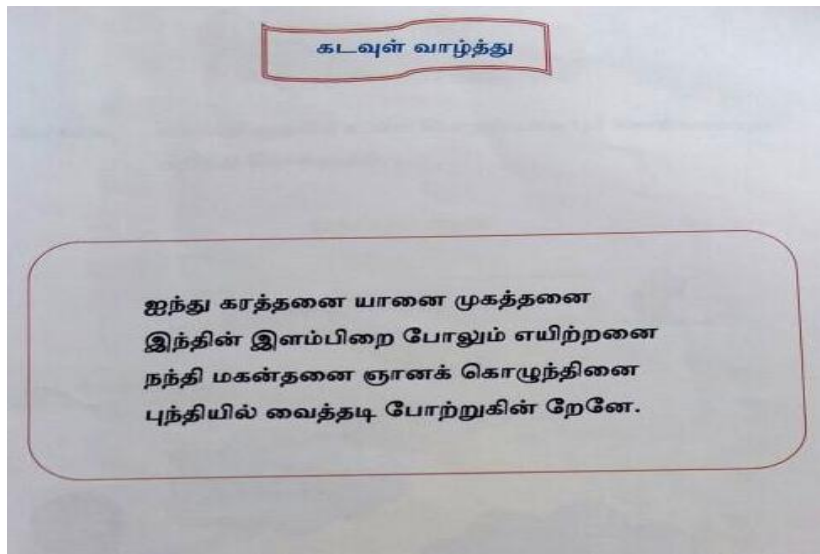 கடவுள் வாழ்த்து
ஐந்து கரத்தனை யானை முகத்தனை
இந்தின் இளம்பிறை போலும் எயிற்றனை
நந்தி மகன்தனை ஞானக் கொழுந்தினை
புந்தியில் வைத்தடி போற்றுகின் றேனே.